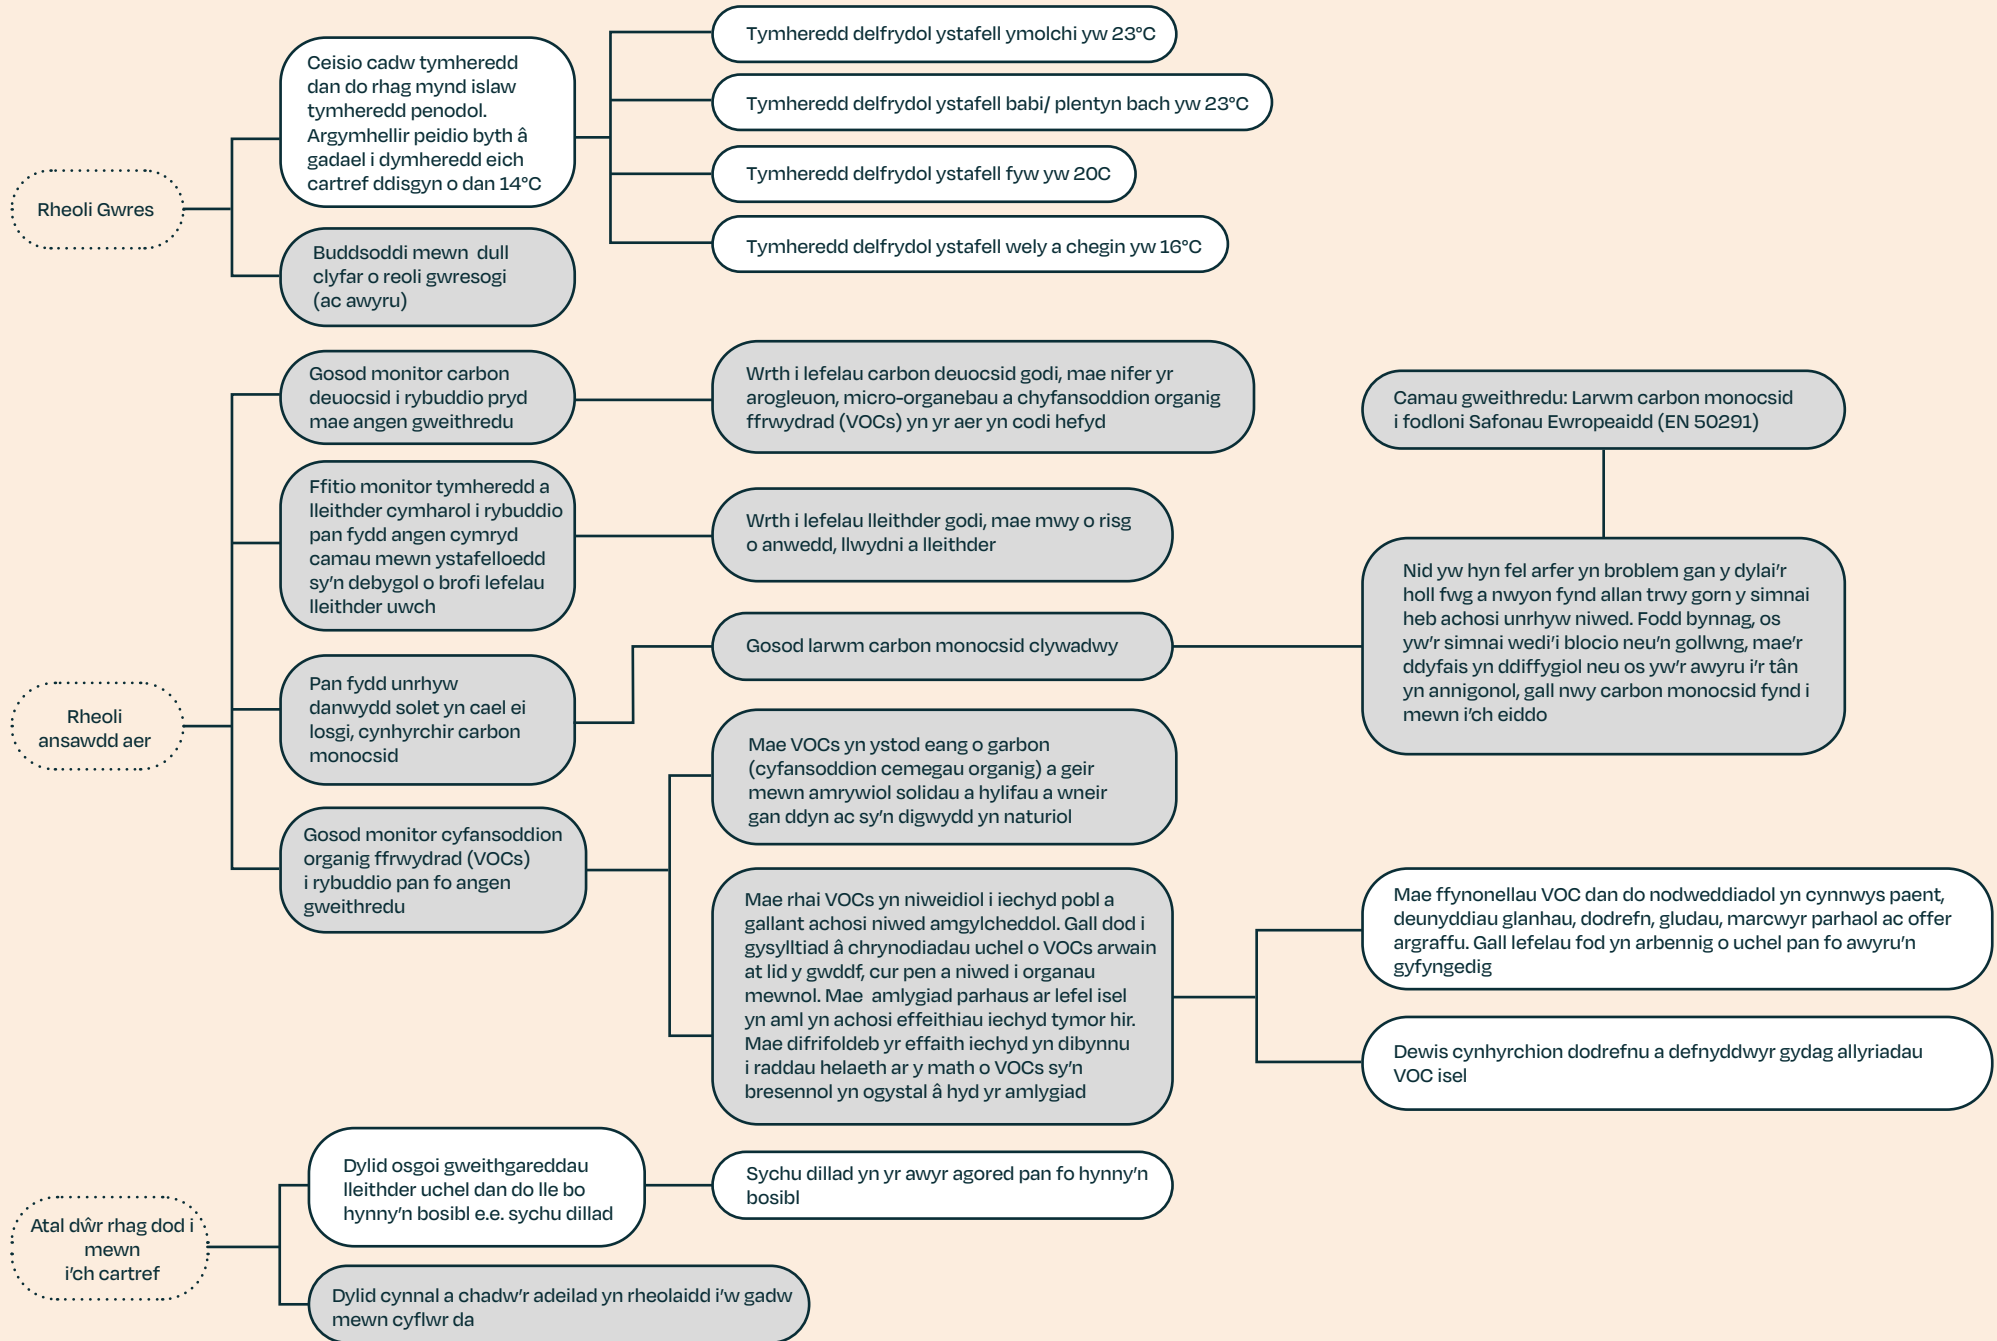 Rheoli Gwres
Ceisio cadw tymheredd
dan do rhag mynd islaw
tymheredd penodol.
Argymhellir peidio byth â
gadael i dymheredd eich
cartref ddisgyn o dan 14°C
Tymheredd delfrydol ystafell ymolchi yw 23°C
Tymheredd delfrydol ystafell babi/ plentyn bach yw 23°C
Tymheredd delfrydol ystafell fyw yw 20C
Tymheredd delfrydol ystafell wely a chegin yw 16°C
Buddsoddi mewn  dull
clyfar o reoli gwresogi
(ac awyru)
Rheoli
ansawdd aer
Gosod monitor carbon
deuocsid i rybuddio pryd
mae angen gweithredu
Wrth i lefelau carbon deuocsid godi, mae nifer yr
arogleuon, micro-organebau a chyfansoddion organig
ffrwydrad (VOCs) yn yr aer yn codi hefyd
Ffitio monitor tymheredd a
lleithder cymharol i rybuddio
pan fydd angen cymryd
camau mewn ystafelloedd
sy'n debygol o brofi lefelau
lleithder uwch
Wrth i lefelau lleithder godi, mae mwy o risg
o anwedd, llwydni a lleithder
Pan fydd unrhyw
danwydd solet yn cael ei
losgi, cynhyrchir carbon
monocsid
Gosod larwm carbon monocsid clywadwy
Nid yw hyn fel arfer yn broblem gan y dylai'r
holl fwg a nwyon fynd allan trwy gorn y simnai
heb achosi unrhyw niwed. Fodd bynnag, os
yw'r simnai wedi'i blocio neu'n gollwng, mae'r
ddyfais yn ddiffygiol neu os yw'r awyru i'r tân
yn annigonol, gall nwy carbon monocsid fynd i
mewn i'ch eiddo
Camau gweithredu: Larwm carbon monocsid
i fodloni Safonau Ewropeaidd (EN 50291)
Gosod monitor cyfansoddion
organig ffrwydrad (VOCs)
i rybuddio pan fo angen
gweithredu
Mae VOCs yn ystod eang o garbon
(cyfansoddion cemegau organig) a geir
mewn amrywiol solidau a hylifau a wneir
gan ddyn ac sy'n digwydd yn naturiol
Mae rhai VOCs yn niweidiol i iechyd pobl a
gallant achosi niwed amgylcheddol. Gall dod i
gysylltiad â chrynodiadau uchel o VOCs arwain
at lid y gwddf, cur pen a niwed i organau
mewnol. Mae  amlygiad parhaus ar lefel isel
yn aml yn achosi effeithiau iechyd tymor hir.
Mae difrifoldeb yr effaith iechyd yn dibynnu
i raddau helaeth ar y math o VOCs sy'n
bresennol yn ogystal â hyd yr amlygiad
Mae ffynonellau VOC dan do nodweddiadol yn cynnwys paent,
deunyddiau glanhau, dodrefn, gludau, marcwyr parhaol ac offer
argraffu. Gall lefelau fod yn arbennig o uchel pan fo awyru'n
gyfyngedig
Dewis cynhyrchion dodrefnu a defnyddwyr gydag allyriadau
VOC isel
Atal dŵr rhag dod i
mewn
i'ch cartref
Dylid osgoi gweithgareddau
lleithder uchel dan do lle bo
hynny'n bosibl e.e. sychu dillad
Sychu dillad yn yr awyr agored pan fo hynny'n
bosibl
Dylid cynnal a chadw'r adeilad yn rheolaidd i'w gadw
mewn cyflwr da